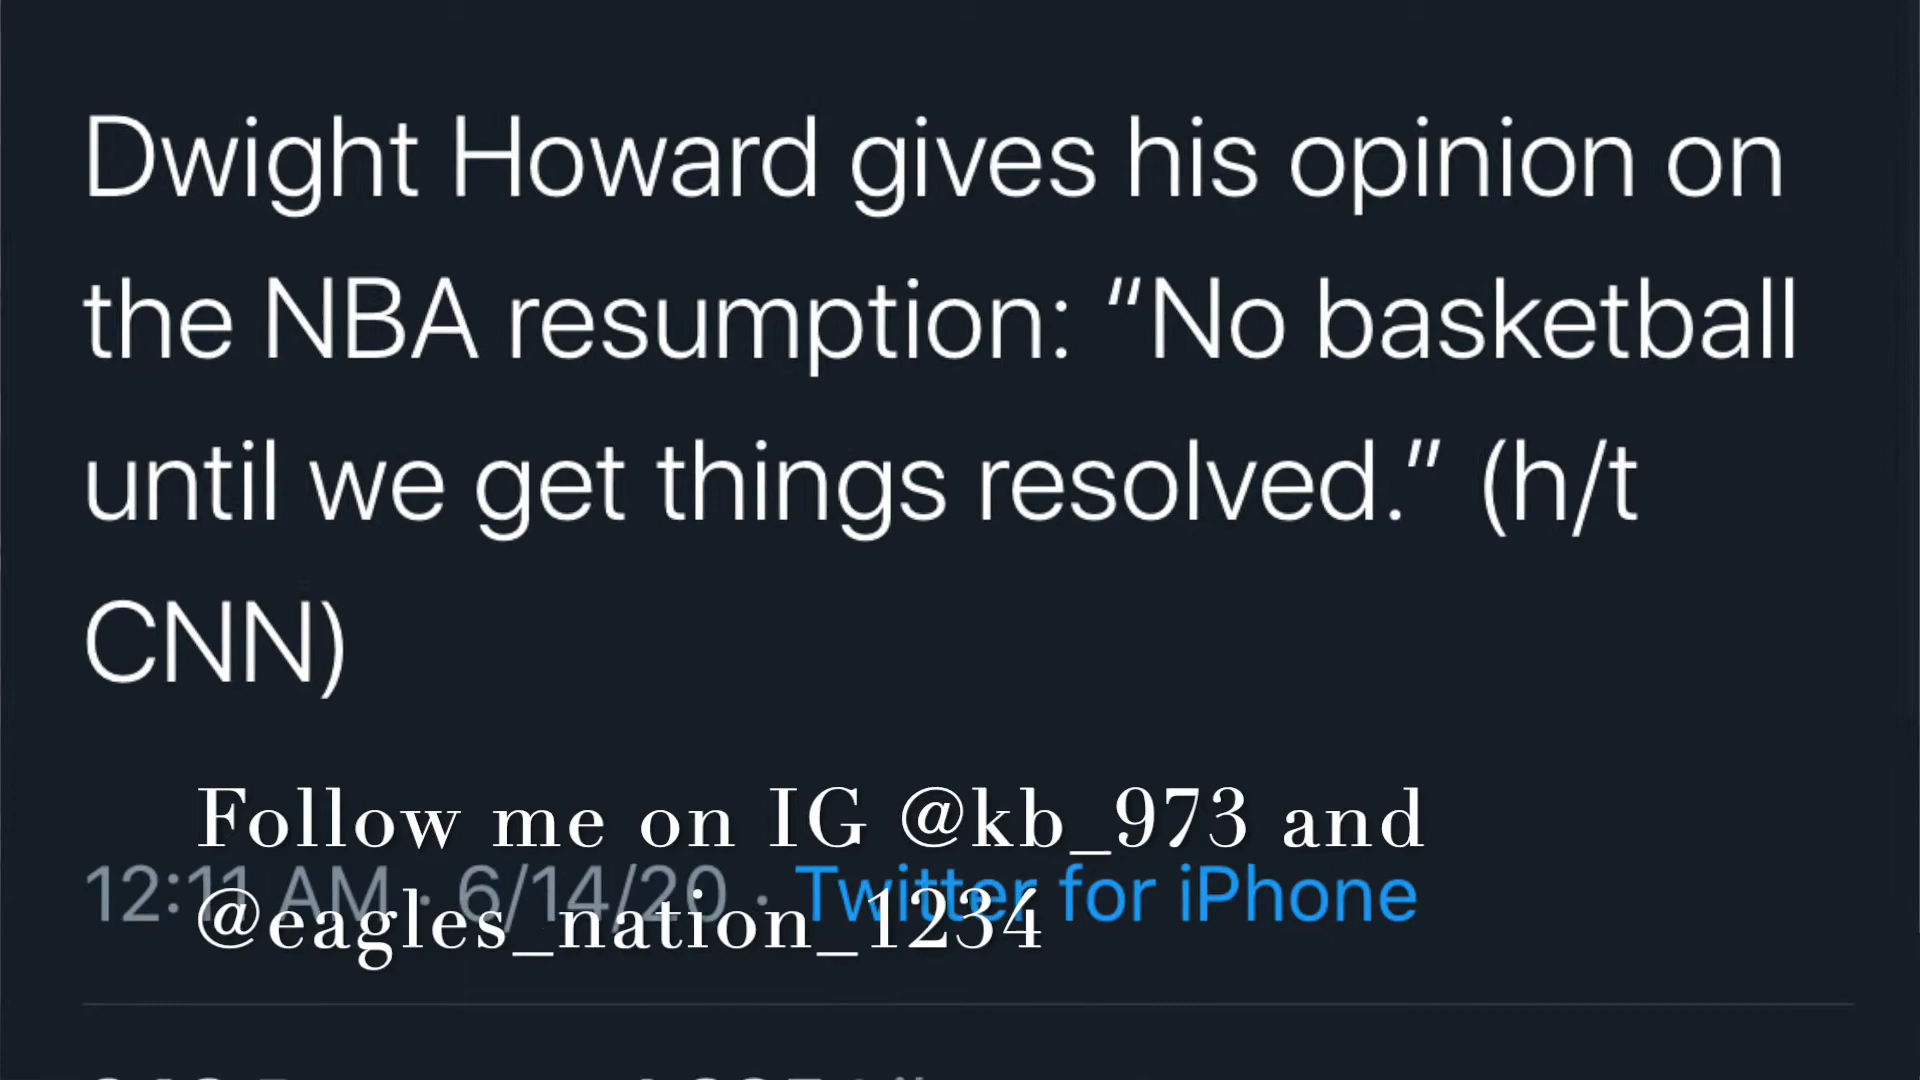 Dwight Howard gives his opinion on
the NBA resumption: “No basketball
until we get things resolved.” (h/t
CNN)
Follow me on IG @kb_973 and
12:11 AM · 6/14/20 · Twitter for iPhone
@eagles_nation_1234